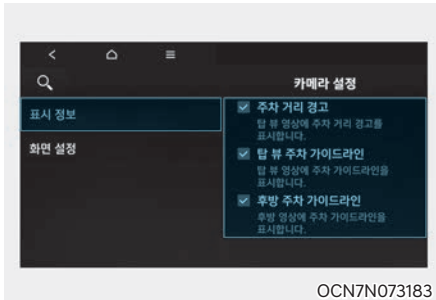 카메라 설정
표시 정보
화면 설정
주차 거리 경고
탑 뷰 영상에 주차 거리 경고를
표시합니다.
탑 뷰 주차 가이드라인
탑 뷰 영상에 주차 가이드라인을
표시합니다.
후방 주차 가이드라인
후방 영상에 주차 가이드라인을
표시합니다.
OCN7N073183